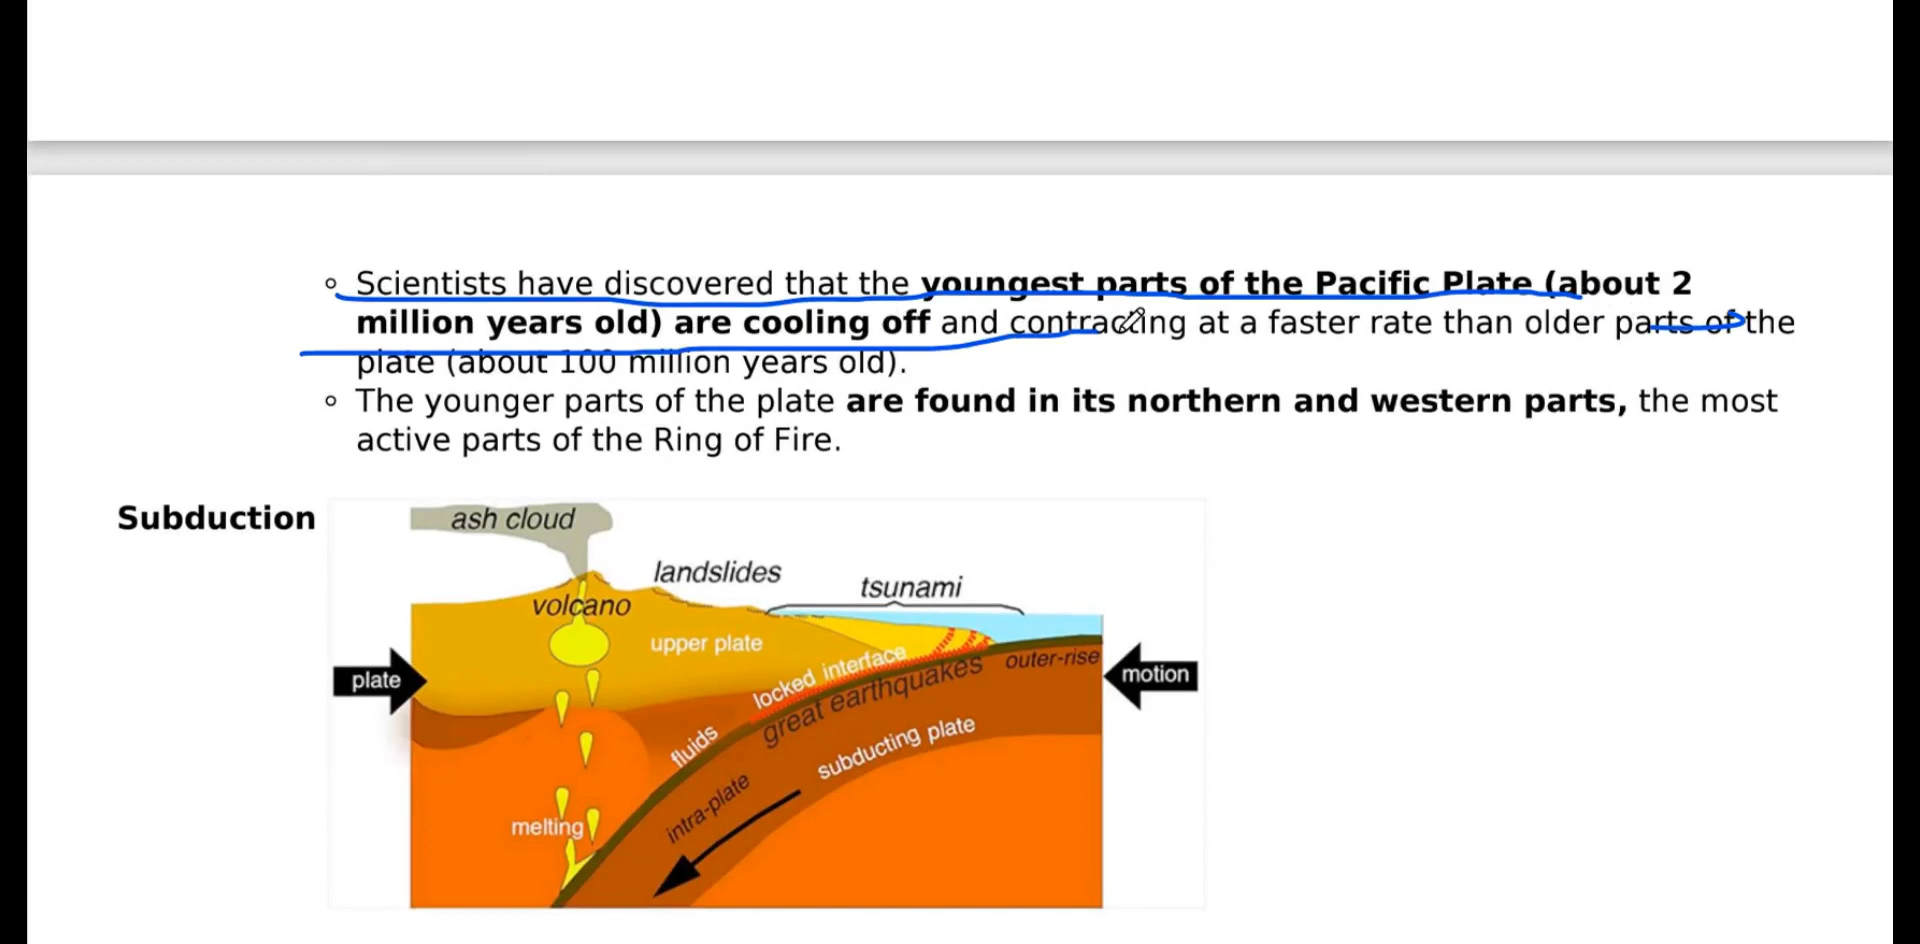 Scientists have discovered that the youngest parts of the Pacific Plate (about 2
million years old) are cooling off and contracting at a faster rate than older parts of the
plate (about 100 million years old).
The younger parts of the plate are found in its northern and western parts, the most
active parts of the Ring of Fire.
Subduction
ash cloud
landslides
tsunami
volcano
upper plate
locked interface
outer-rise
plate
motion
great earthquakes
fluids
subducting plate
intra-plate
melting